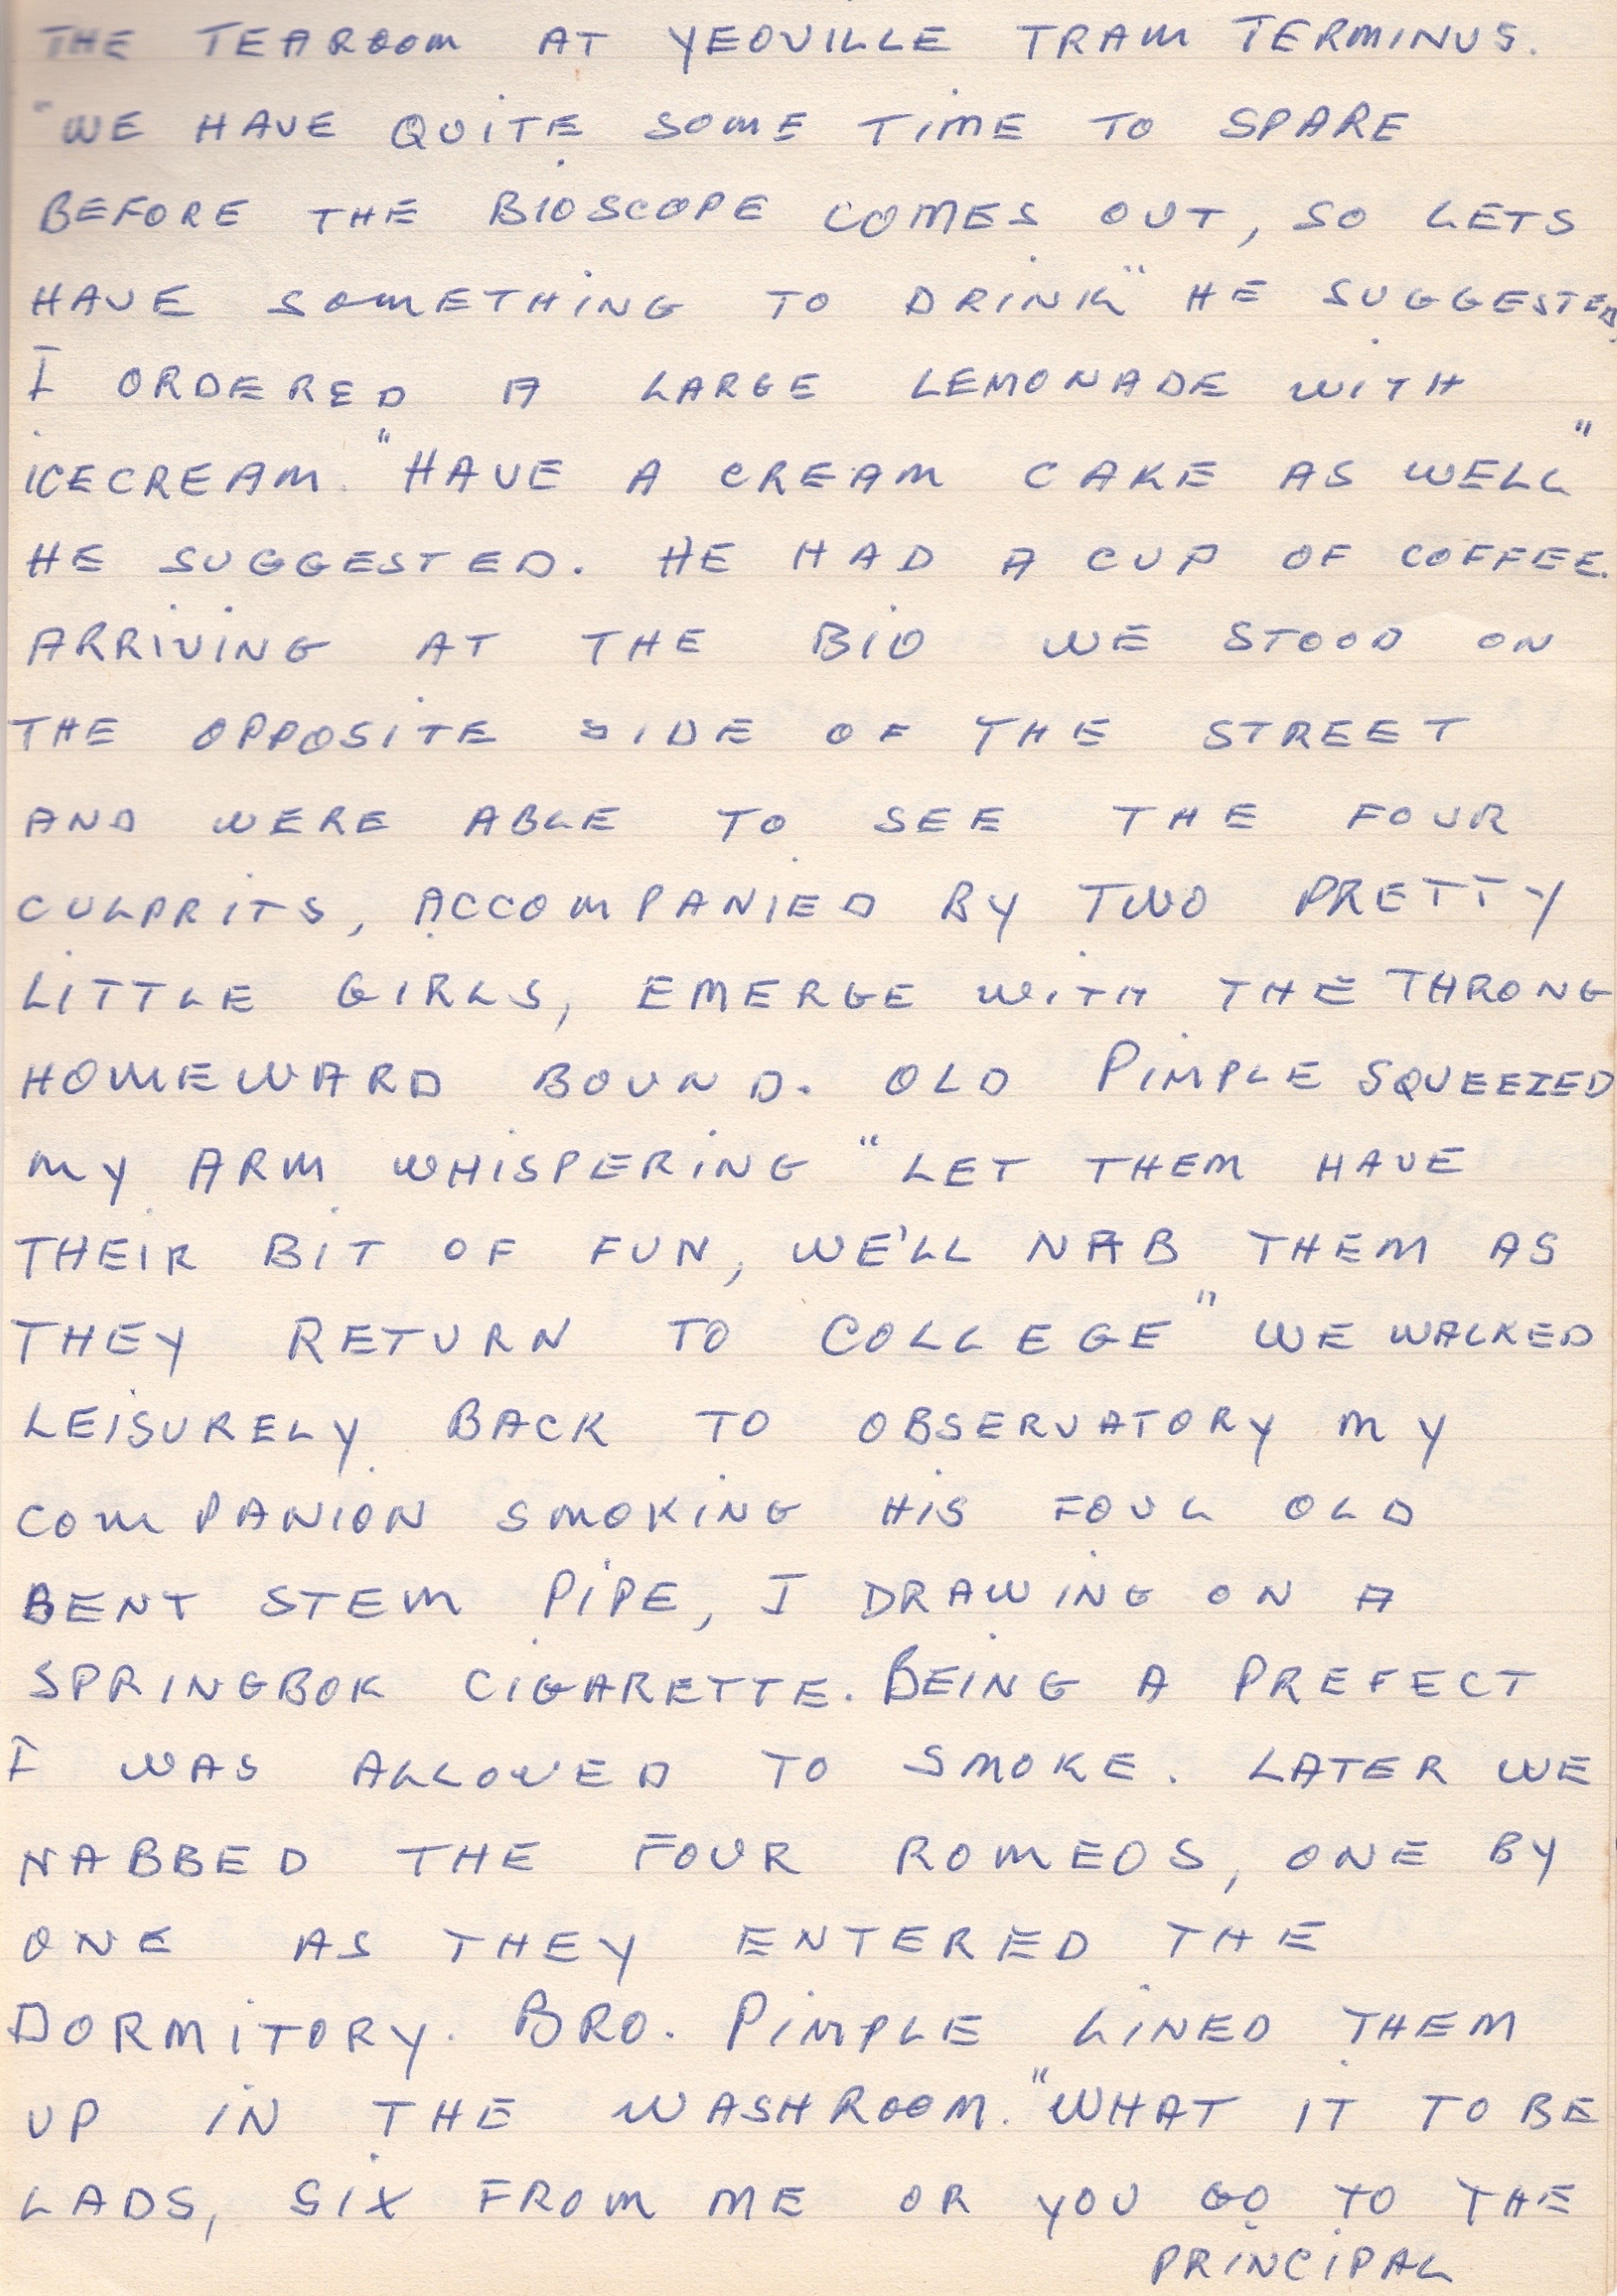 THE TEAROOM AT YEOVILLE TRAM TERMINUS.
"WE HAVE QUITE SOME TIME TO SPARE
BEFORE THE BIOSCOPE COMES OUT, SO LETS
HAVE SOMETHING TO DRINK" HE SUGGESTED.
I ORDERED A LARGE LEMONADE WITH
ICECREAM. "HAVE A CREAM CAKE AS WELL"
HE SUGGESTED. HE HAD A CUP OF COFFEE.
ARRIVING AT THE BIO WE STOOD ON
THE OPPOSITE SIDE OF THE STREET
AND WERE ABLE TO SEE THE FOUR
CULPRITS, ACCOMPANIED BY TWO PRETTY
LITTLE GIRLS, EMERGE WITH THE THRONG
HOMEWARD BOUND. OLD PIMPLE SQUEEZED
MY ARM WHISPERING "LET THEM HAVE
THEIR BIT OF FUN, WE'LL NAB THEM AS
THEY RETURN TO COLLEGE" WE WALKED
LEISURELY BACK TO OBSERVATORY MY
COMPANION SMOKING HIS FOUL OLD
BENT STEM PIPE, I DRAWING ON A
SPRINGBOK CIGARETTE. BEING A PREFECT
I WAS ALLOWED TO SMOKE. LATER WE
NABBED THE FOUR ROMEOS, ONE BY
ONE AS THEY ENTERED THE
DORMITORY. BRO. PIMPLE LINED THEM
UP IN THE WASHROOM. "WHAT IT TO BE
LADS, SIX FROM ME OR YOU GO TO THE
PRINCIPAL